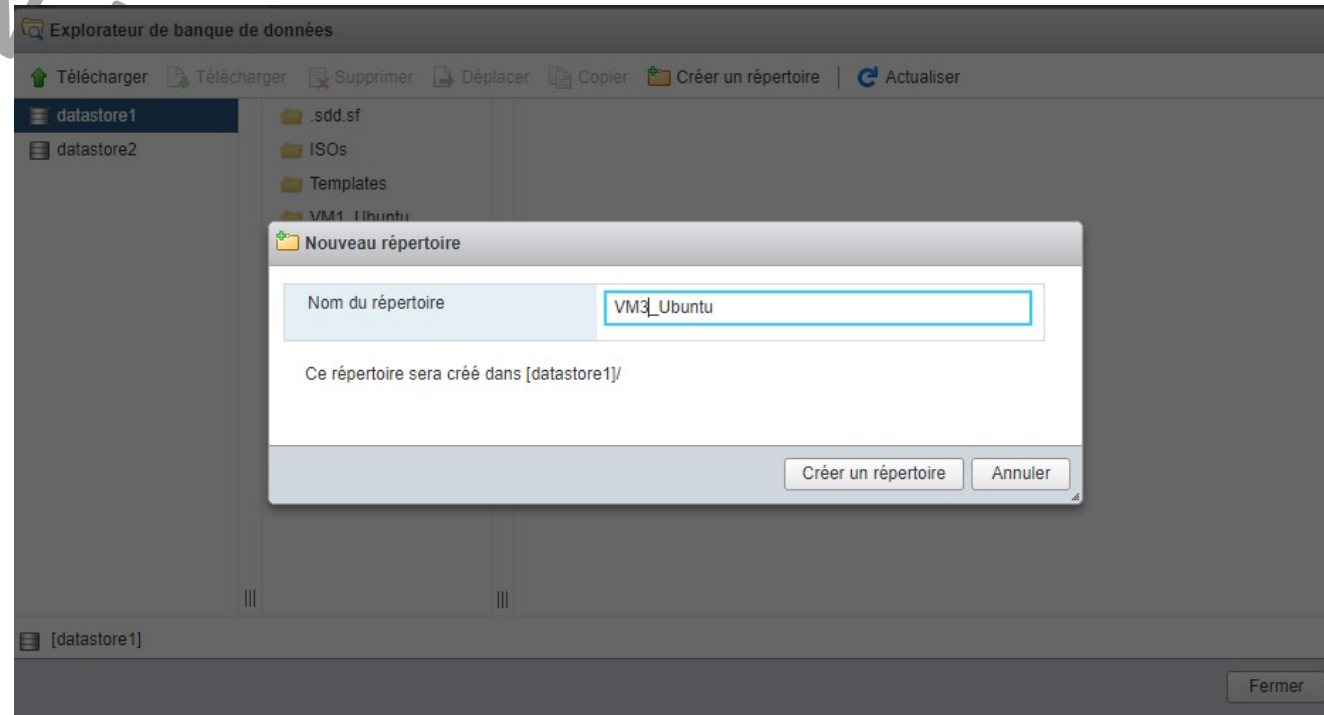 Explorateur de banque de données
Télécharger Télécharger Supprimer Déplacer Copier Créer un répertoire | Actualiser
datastore1
datastore2
.sdd.sf
ISOs
Templates
VM1_Ubuntu
Nouveau répertoire
Nom du répertoire
VM3_Ubuntu
Ce répertoire sera créé dans [datastore1]/
Créer un répertoire Annuler
[datastore1]
Fermer